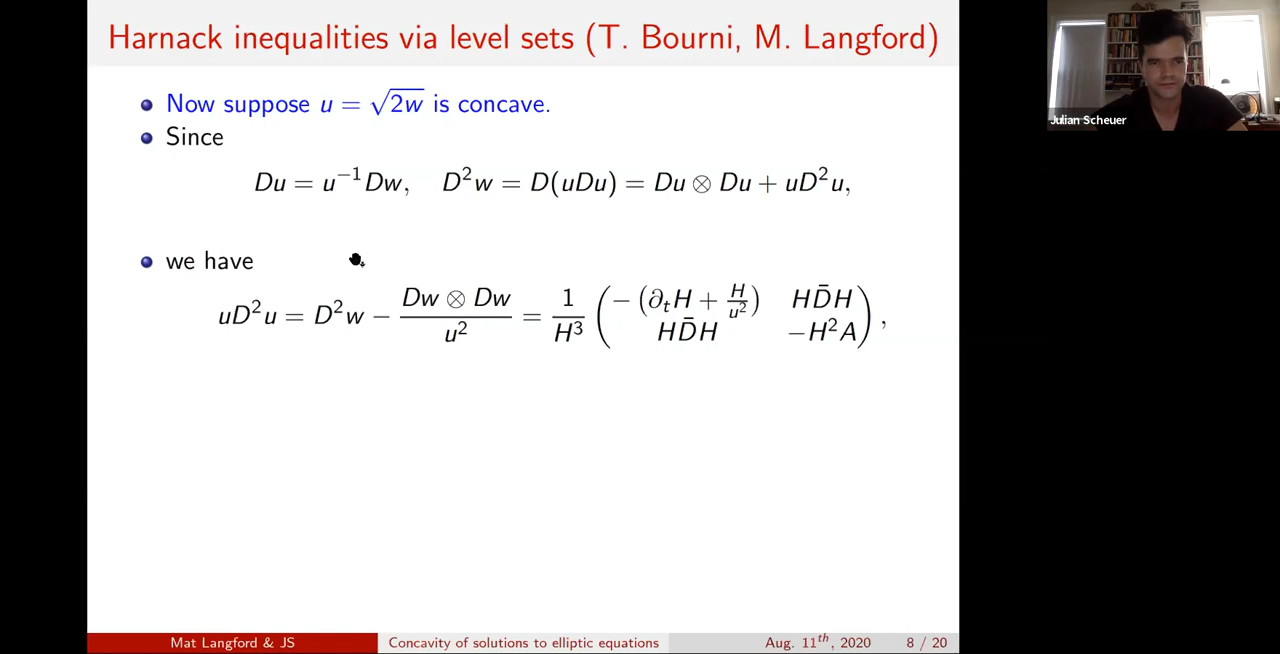 Harnack inequalities via level sets (T. Bourni, M. Langford)
Now suppose u = √2w is concave.
Since
Du = u⁻¹Dw, D²w = D(uDu) = Du ⊗ Du + uD²u,
we have
uD²u = D²w − (Dw ⊗ Dw)/u² = 1/H³ ( −(∂ₜH + H/u²) HD̄H
HD̄H −H²A ) ,
Mat Langford & JS Concavity of solutions to elliptic equations Aug. 11th, 2020 8 / 20
Julian Scheuer